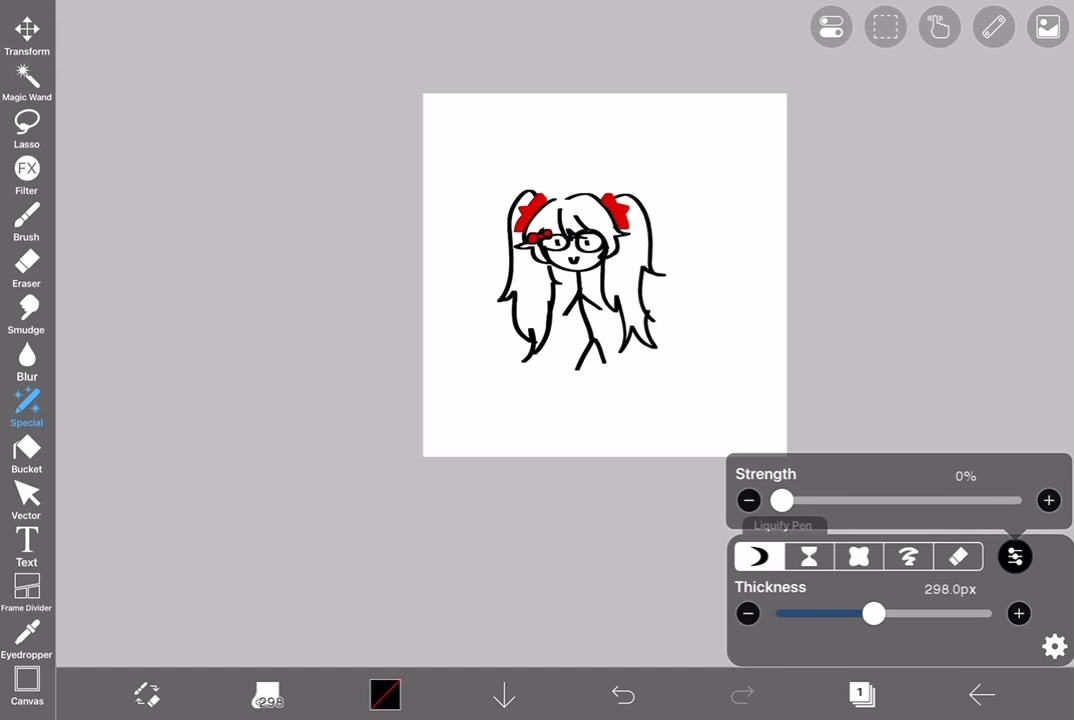 Transform
Magic Wand
Lasso
FX
Filter
Brush
Eraser
Smudge
Blur
Special
Bucket
Vector
T
Text
Frame Divider
Eyedropper
Canvas
Strength 0%
Liquify Pen
Thickness 298.0px
298
1